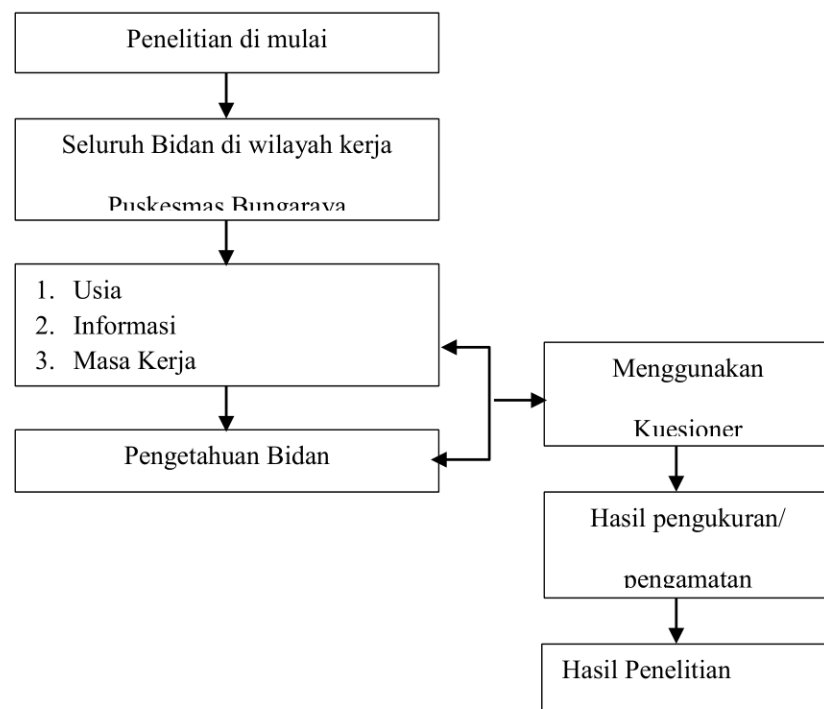 Penelitian di mulai
Seluruh Bidan di wilayah kerja
Puskesmas Bungaraya
1. Usia
2. Informasi
3. Masa Kerja
Pengetahuan Bidan
Menggunakan
Kuesioner
Hasil pengukuran/
pengamatan
Hasil Penelitian